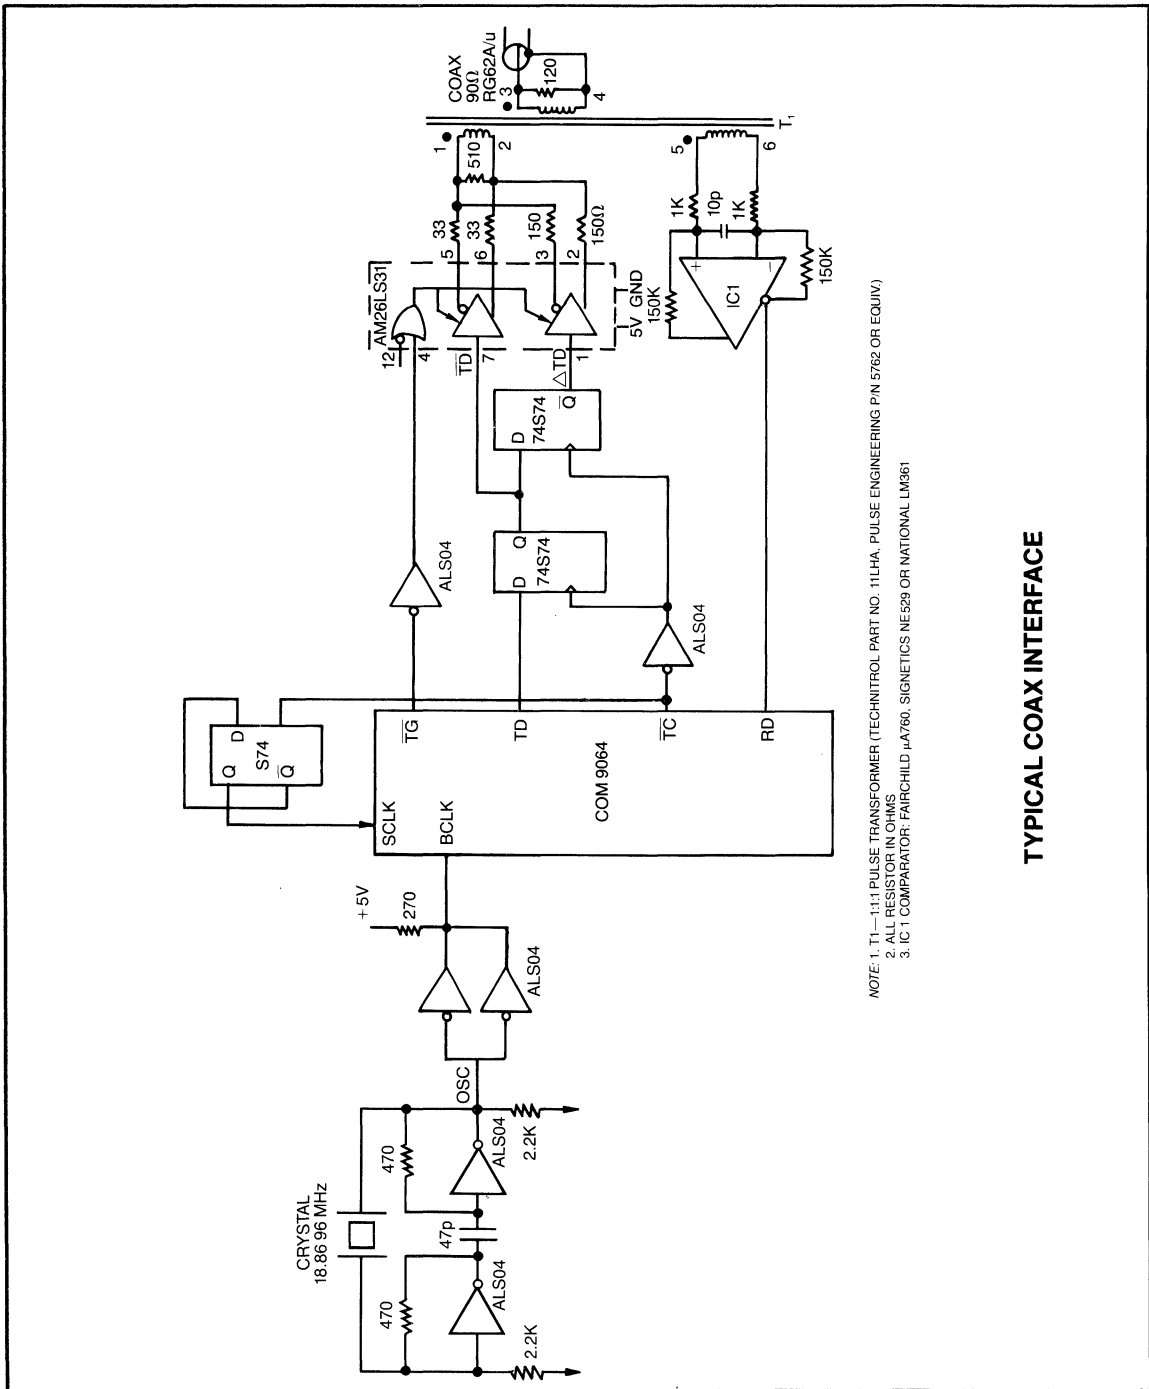 CRYSTAL
18.86 96 MHz
470
470
47p
ALS04
ALS04
2.2K
2.2K
OSC
ALS04
+5V
270
SCLK
BCLK
COM 9064
TG
TD
TC
RD
Q
D
S74
Q
ALS04
ALS04
D
Q
74S74
D
Q
74S74
TD
△TD
12
4
7
1
AM26LS31
5V GND
5
6
3
2
33
33
150
150Ω
510
1
2
COAX
90Ω
RG62A/u
3
120
4
T1
5
6
1K
10p
1K
150K
150K
+
−
IC1
NOTE: 1. T1—1:1:1 PULSE TRANSFORMER (TECHNITROL PART NO. 11LHA, PULSE ENGINEERING P/N 5762 OR EQUIV.)
2. ALL RESISTOR IN OHMS
3. IC 1 COMPARATOR: FAIRCHILD µA760, SIGNETICS NE529 OR NATIONAL LM361
TYPICAL COAX INTERFACE